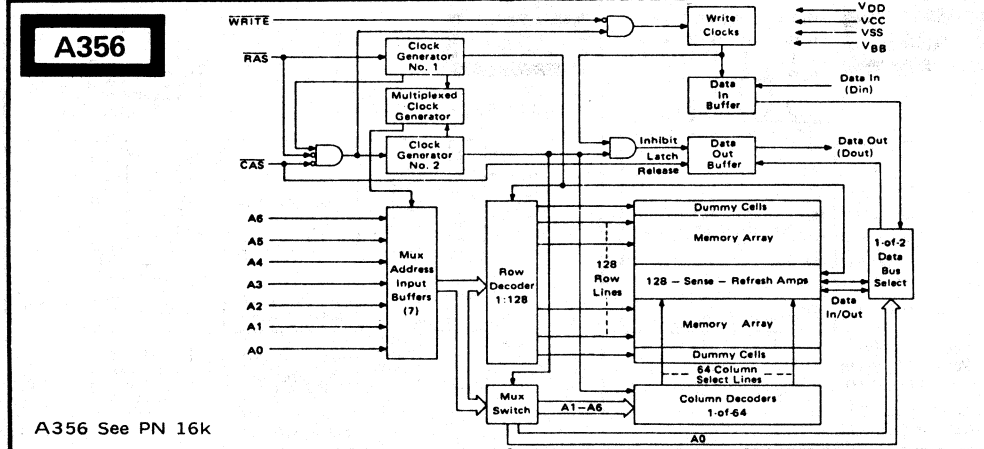 A356
WRITE
RAS
CAS
Clock
Generator
No. 1
Multiplexed
Clock
Generator
Clock
Generator
No. 2
Write
Clocks
VDD
VCC
VSS
VBB
Data
In
Buffer
Data In
(Din)
Inhibit
Latch
Release
Data
Out
Buffer
Data Out
(Dout)
A6
A5
A4
A3
A2
A1
A0
Mux
Address
Input
Buffers
(7)
Row
Decoder
1:128
128
Row
Lines
Dummy Cells
Memory Array
128 – Sense – Refresh Amps
Memory Array
Dummy Cells
1-of-2
Data
Bus
Select
Data
In/Out
64 Column
Select Lines
Mux
Switch
A1–A6
Column Decoders
1-of-64
A0
A356 See PN 16k